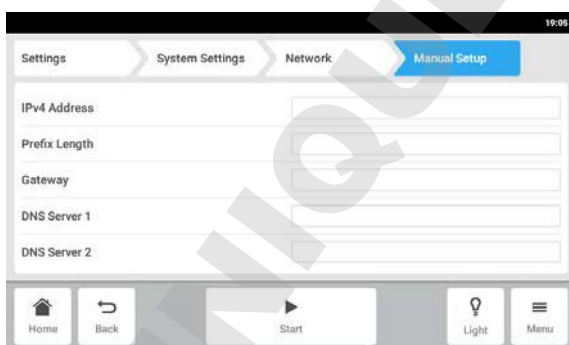 19:05
Settings System Settings Network Manual Setup
IPv4 Address
Prefix Length
Gateway
DNS Server 1
DNS Server 2
Home Back Start Light Menu